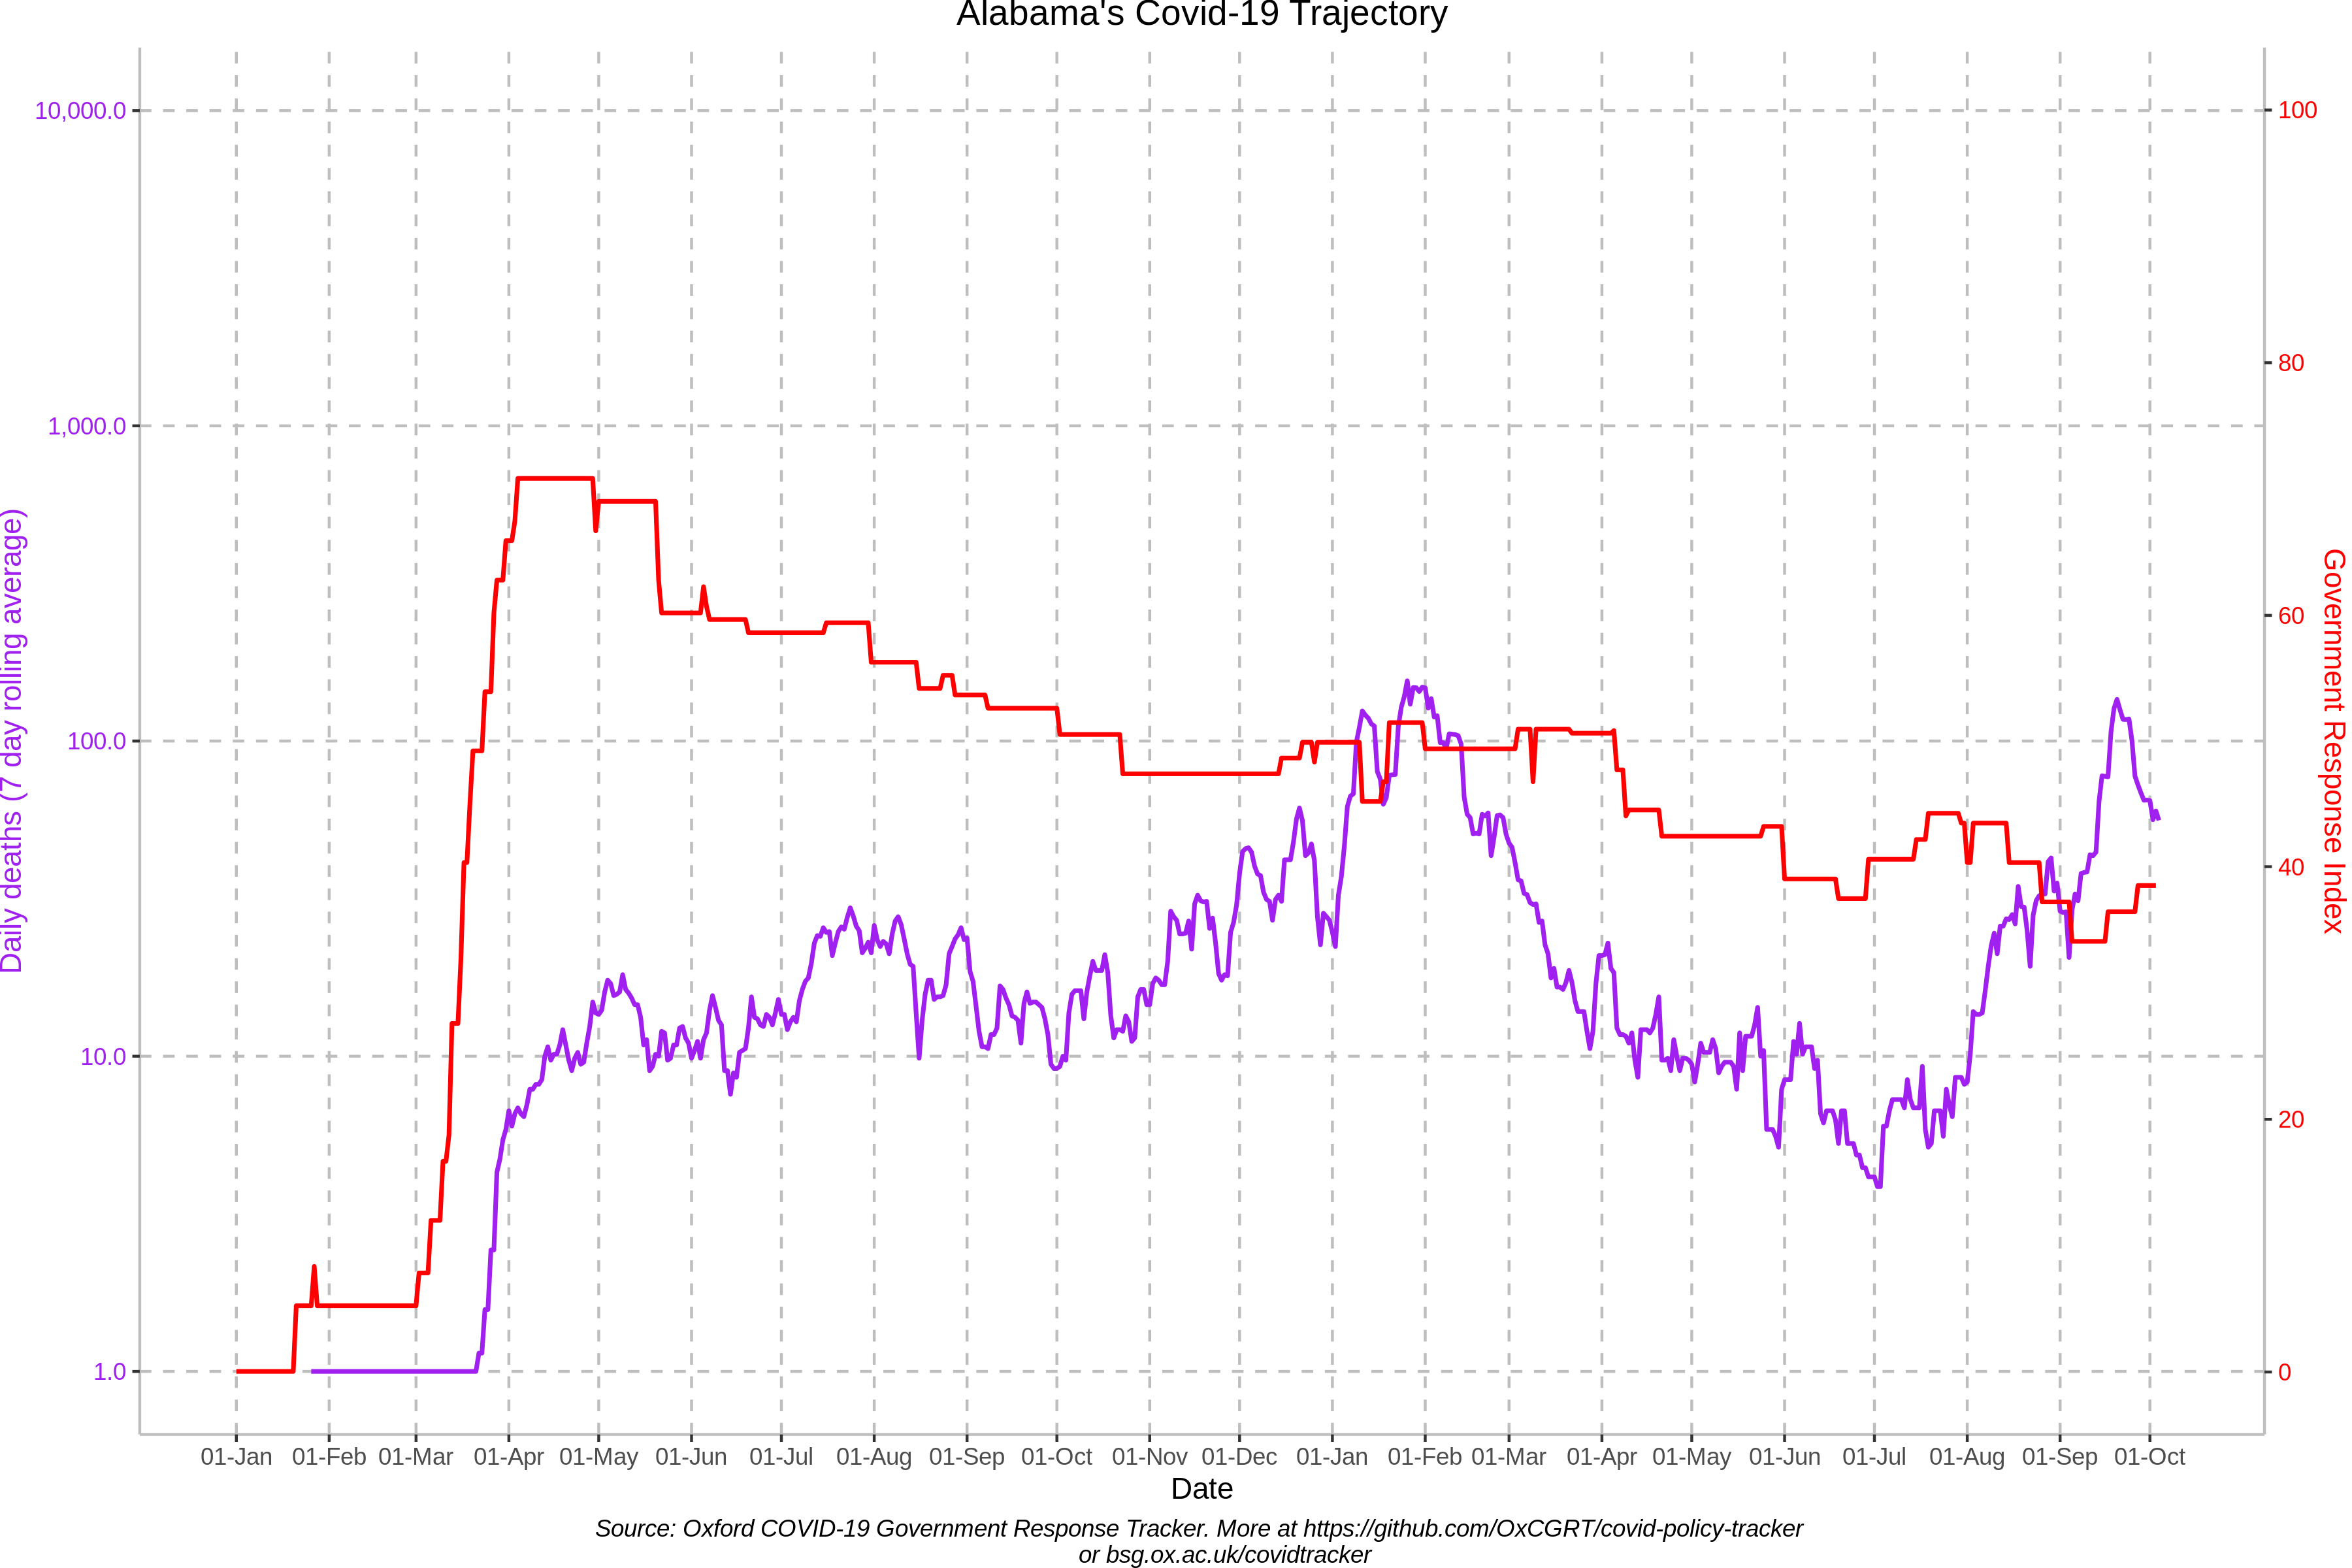 Alabama's Covid-19 Trajectory
10,000.0
1,000.0
100.0
10.0
1.0
Daily deaths (7 day rolling average)
100
80
60
40
20
0
Government Response Index
01-Jan 01-Feb 01-Mar 01-Apr 01-May 01-Jun 01-Jul 01-Aug 01-Sep 01-Oct 01-Nov 01-Dec 01-Jan 01-Feb 01-Mar 01-Apr 01-May 01-Jun 01-Jul 01-Aug 01-Sep 01-Oct
Date
Source: Oxford COVID-19 Government Response Tracker. More at https://github.com/OxCGRT/covid-policy-tracker
or bsg.ox.ac.uk/covidtracker